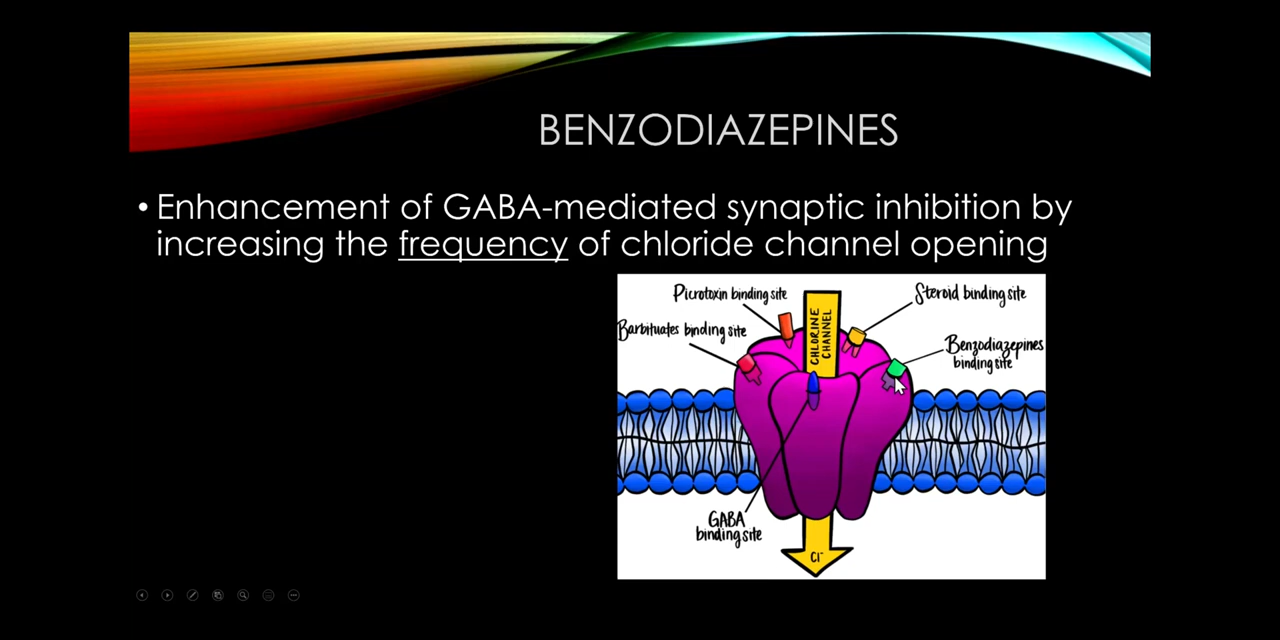 BENZODIAZEPINES
• Enhancement of GABA-mediated synaptic inhibition by
increasing the frequency of chloride channel opening
Picrotoxin binding site
Steroid binding site
Barbituates binding site
CHLORINE
CHANNEL
Benzodiazepines
binding site
GABA
binding site
Cl⁻